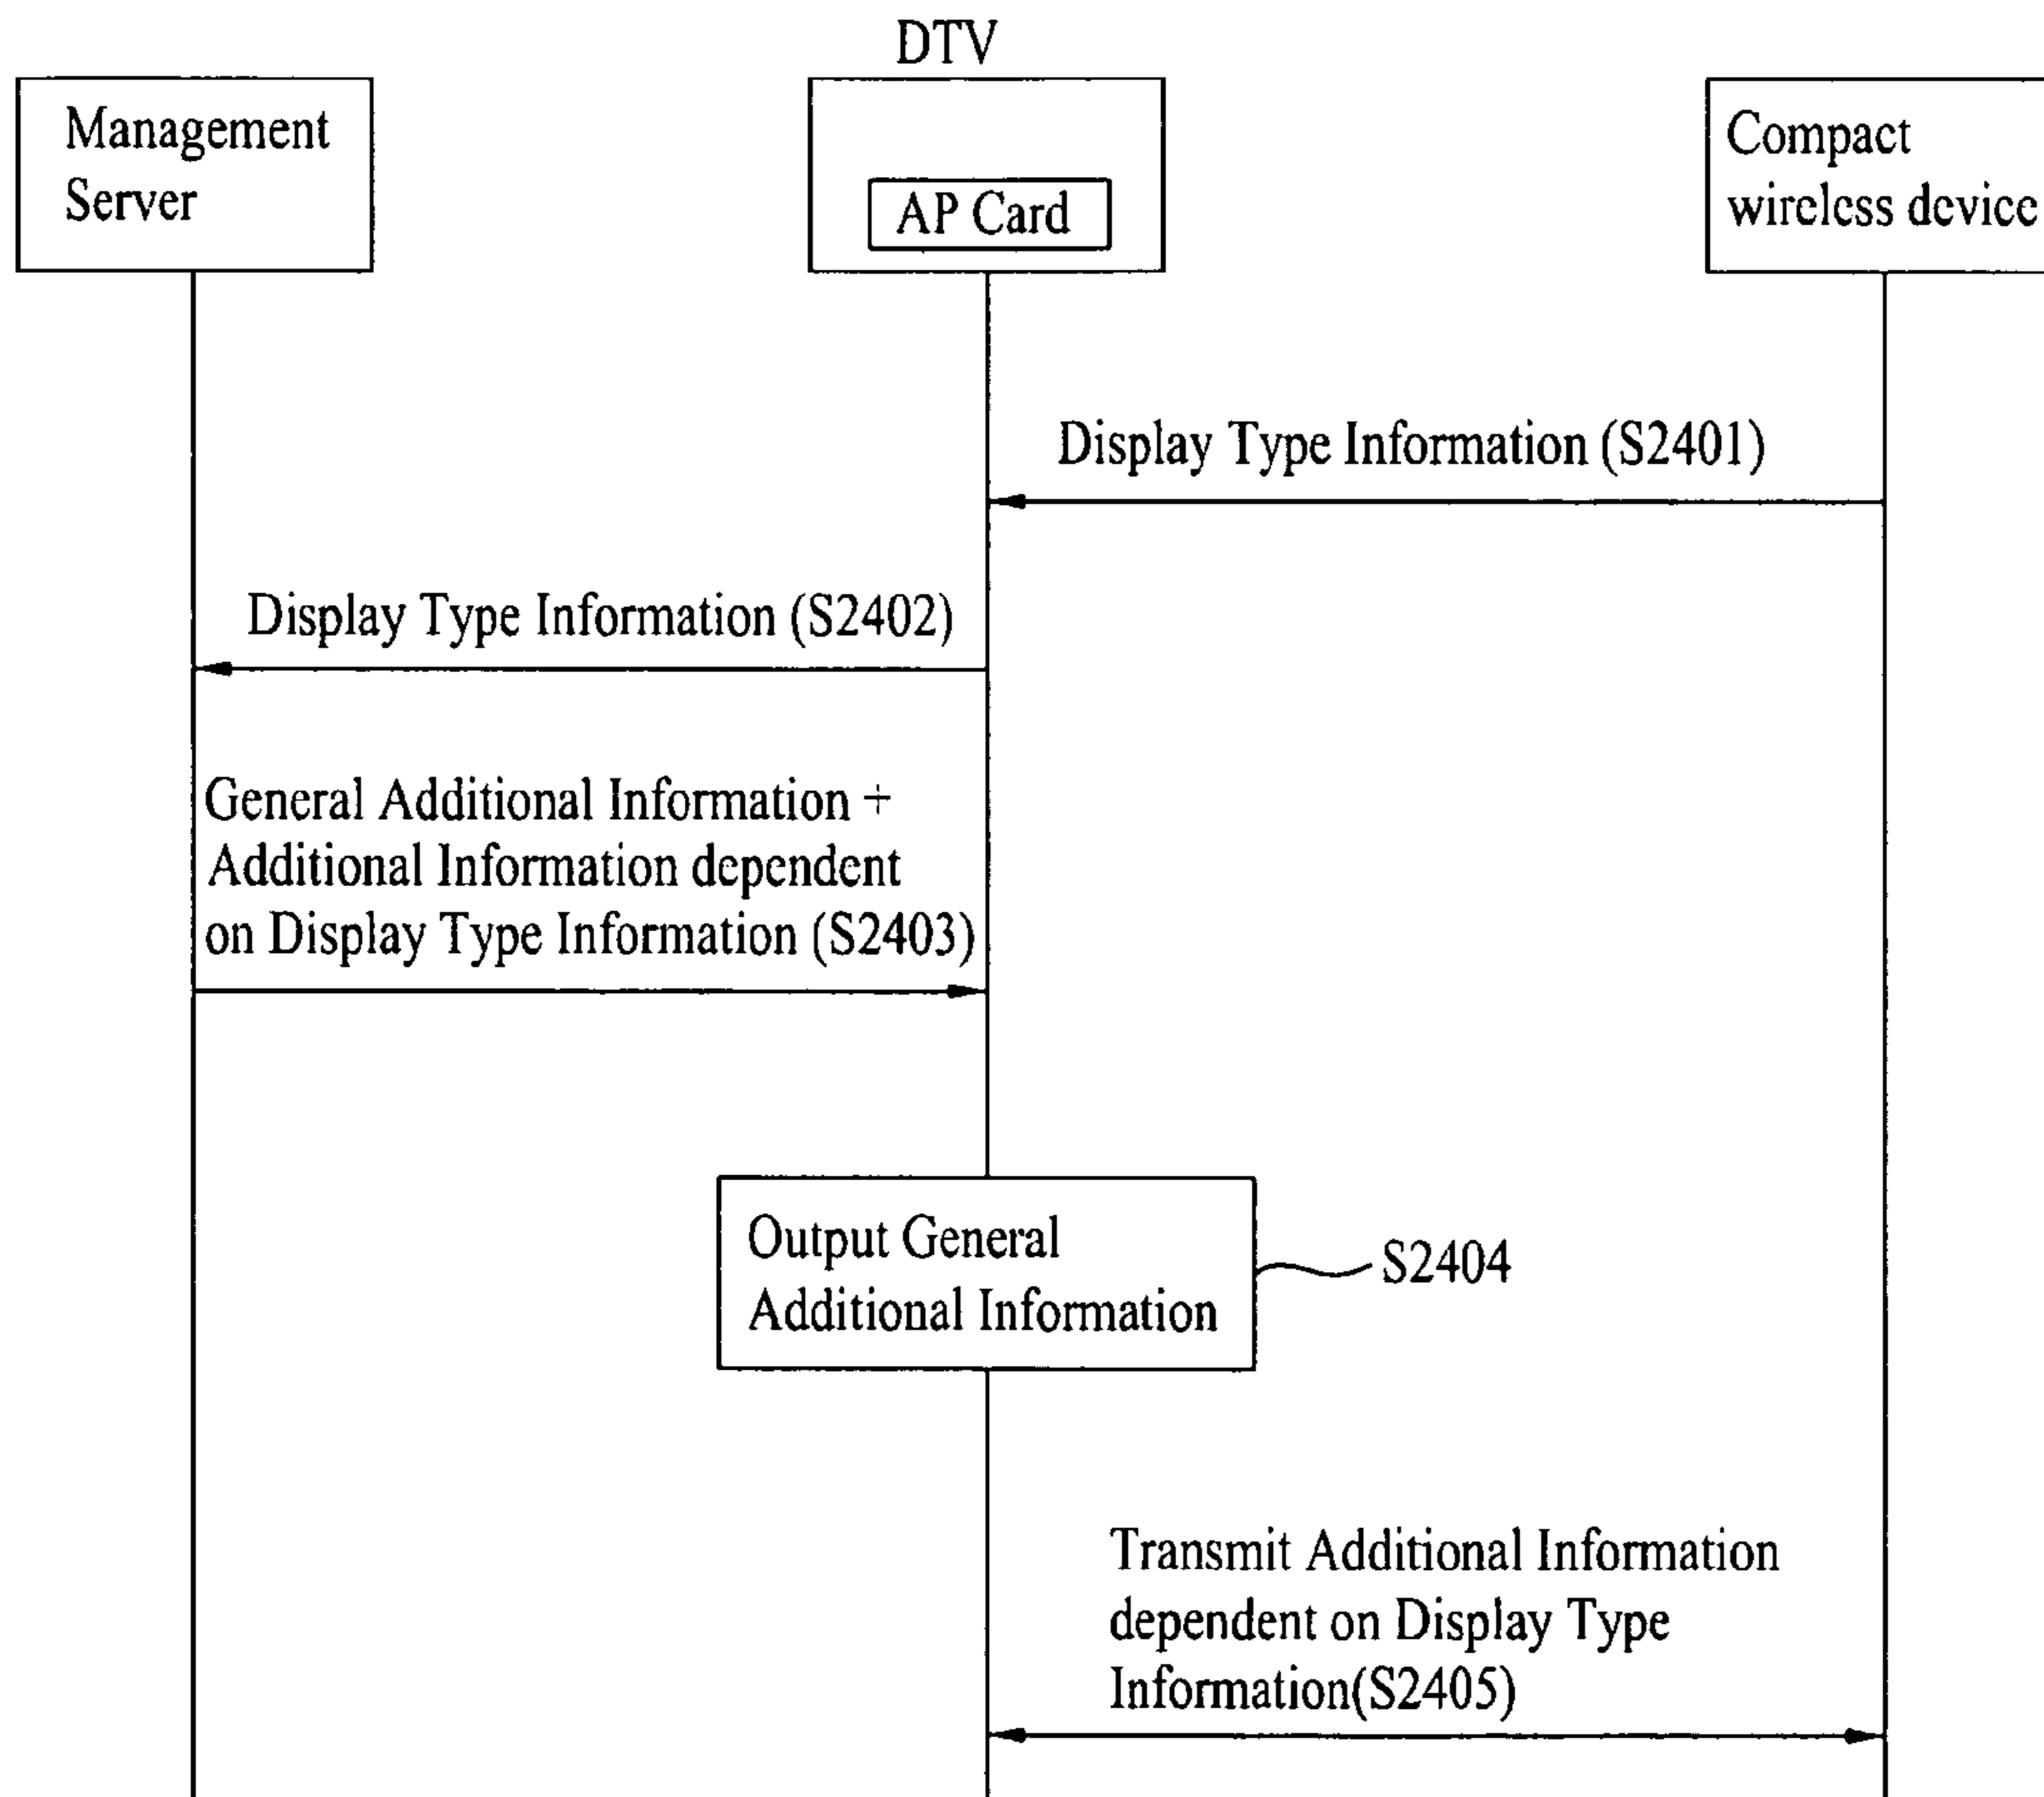 DTV
Management
Server
AP Card
Compact
wireless device
Display Type Information (S2401)
Display Type Information (S2402)
General Additional Information +
Additional Information dependent
on Display Type Information (S2403)
Output General
Additional Information
S2404
Transmit Additional Information
dependent on Display Type
Information(S2405)